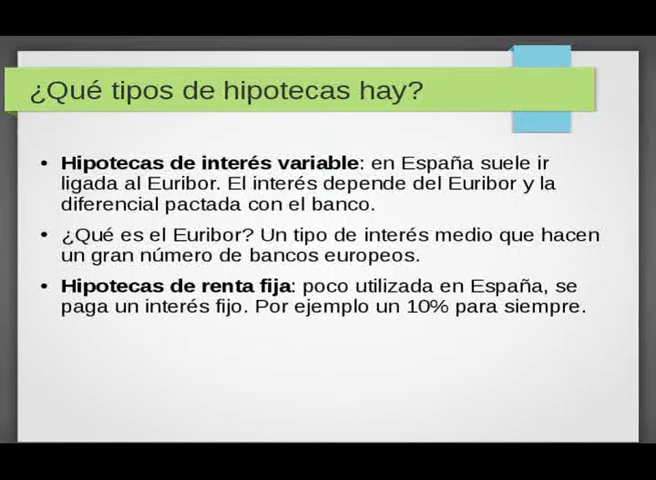 ¿Qué tipos de hipotecas hay?
• Hipotecas de interés variable: en España suele ir
ligada al Euribor. El interés depende del Euribor y la
diferencial pactada con el banco.
• ¿Qué es el Euribor? Un tipo de interés medio que hacen
un gran número de bancos europeos.
• Hipotecas de renta fija: poco utilizada en España, se
paga un interés fijo. Por ejemplo un 10% para siempre.